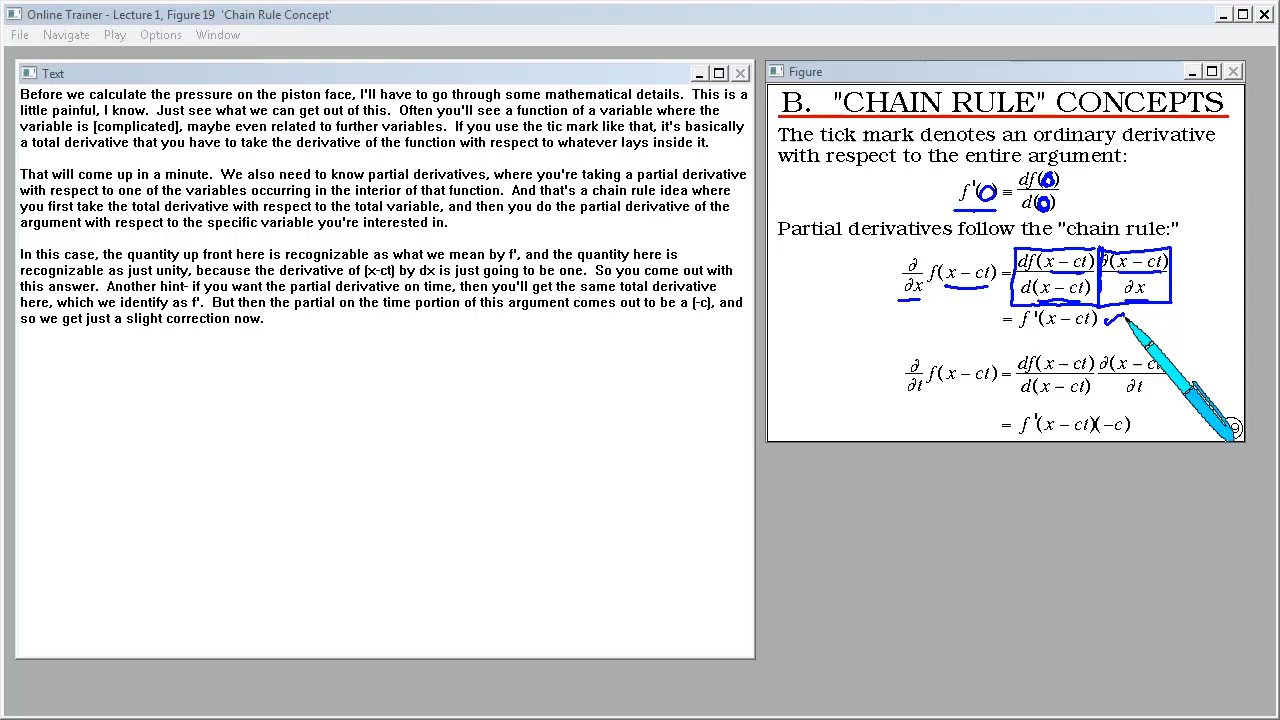 Online Trainer - Lecture 1, Figure 19 'Chain Rule Concept'
File Navigate Play Options Window
Text
Before we calculate the pressure on the piston face, I'll have to go through some mathematical details. This is a
little painful, I know. Just see what we can get out of this. Often you'll see a function of a variable where the
variable is [complicated], maybe even related to further variables. If you use the tic mark like that, it's basically
a total derivative that you have to take the derivative of the function with respect to whatever lays inside it.
That will come up in a minute. We also need to know partial derivatives, where you're taking a partial derivative
with respect to one of the variables occurring in the interior of that function. And that's a chain rule idea where
you first take the total derivative with respect to the total variable, and then you do the partial derivative of the
argument with respect to the specific variable you're interested in.
In this case, the quantity up front here is recognizable as what we mean by f', and the quantity here is
recognizable as just unity, because the derivative of [x-ct] by dx is just going to be one. So you come out with
this answer. Another hint- if you want the partial derivative on time, then you'll get the same total derivative
here, which we identify as f'. But then the partial on the time portion of this argument comes out to be a [-c], and
so we get just a slight correction now.
Figure
B. "CHAIN RULE" CONCEPTS
The tick mark denotes an ordinary derivative
with respect to the entire argument:
f'( ) = df( ) / d( )
Partial derivatives follow the "chain rule:"
∂/∂x f(x − ct) = df(x − ct)/d(x − ct) ∂(x − ct)/∂x
= f'(x − ct)
∂/∂t f(x − ct) = df(x − ct)/d(x − ct) ∂(x − ct)/∂t
= f'(x − ct)(−c)